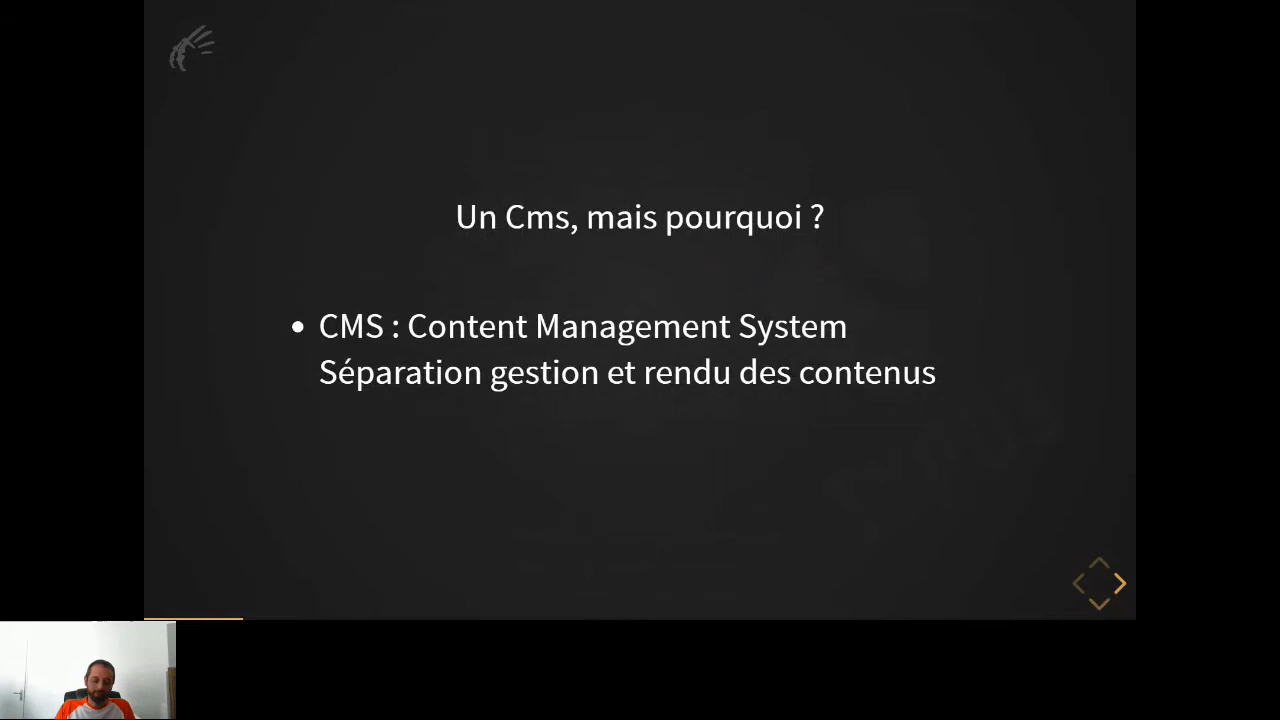 Un Cms, mais pourquoi ?
• CMS : Content Management System
Séparation gestion et rendu des contenus